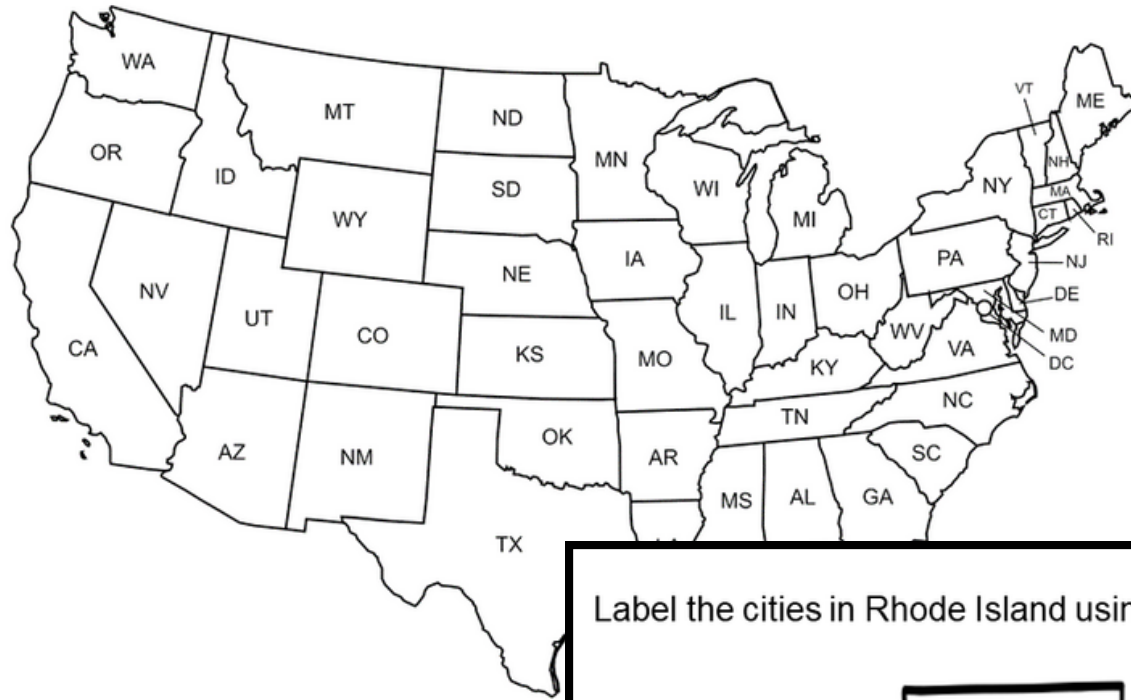 WA
MT
ND
MN
VT
ME
OR
ID
SD
WI
MI
NY
NH
MA
CT
RI
WY
NE
IA
PA
NJ
NV
UT
CO
IL
IN
OH
DE
WV
MD
CA
KS
MO
KY
VA
DC
AZ
NM
OK
AR
TN
NC
SC
MS
AL
GA
TX
Label the cities in Rhode Island